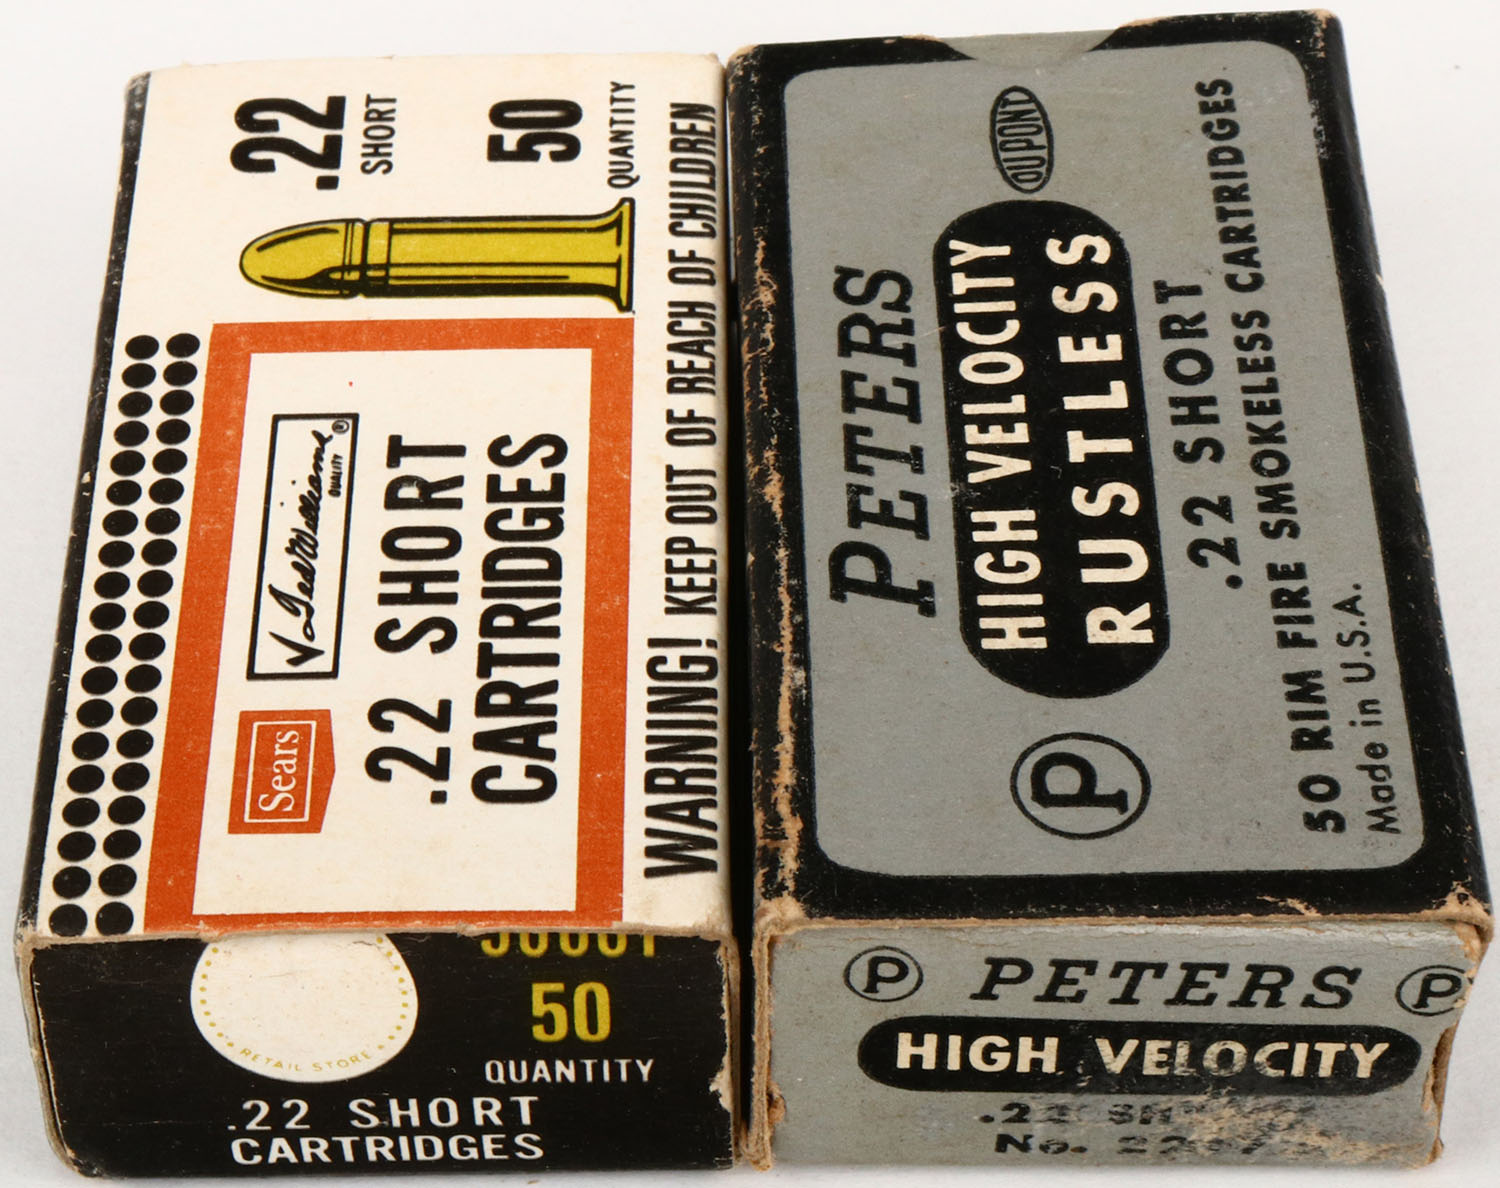 .22
SHORT
50
QUANTITY
Sears
Ted Williams ®
QUALITY
.22 SHORT
CARTRIDGES
WARNING! KEEP OUT OF REACH OF CHILDREN
50
QUANTITY
RETAIL STORE
.22 SHORT
CARTRIDGES
PETERS
DUPONT
HIGH VELOCITY
RUSTLESS
P
.22 SHORT
50 RIM FIRE SMOKELESS CARTRIDGES
Made in U.S.A.
P PETERS P
HIGH VELOCITY
No.